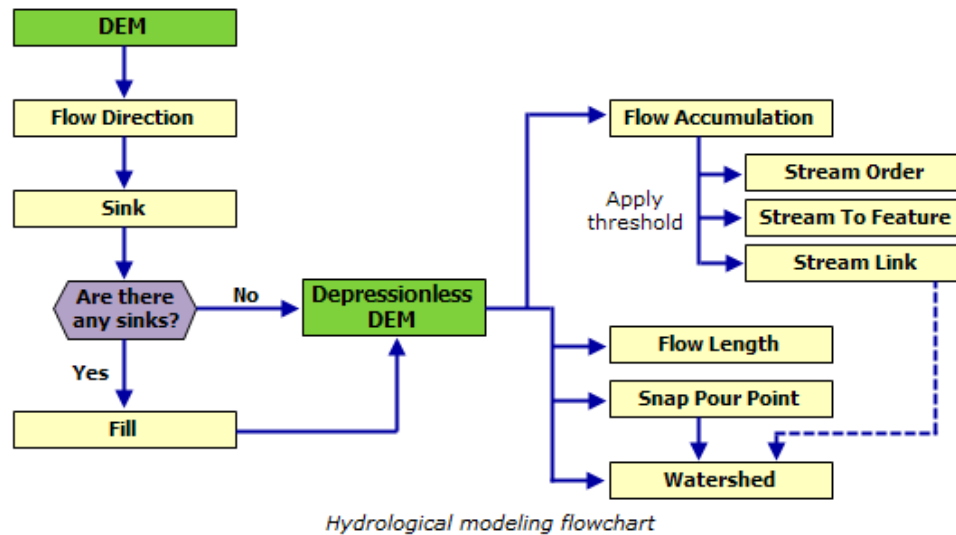 DEM
Flow Direction
Sink
Are there
any sinks?
No
Yes
Fill
Depressionless
DEM
Flow Accumulation
Apply
threshold
Stream Order
Stream To Feature
Stream Link
Flow Length
Snap Pour Point
Watershed
Hydrological modeling flowchart